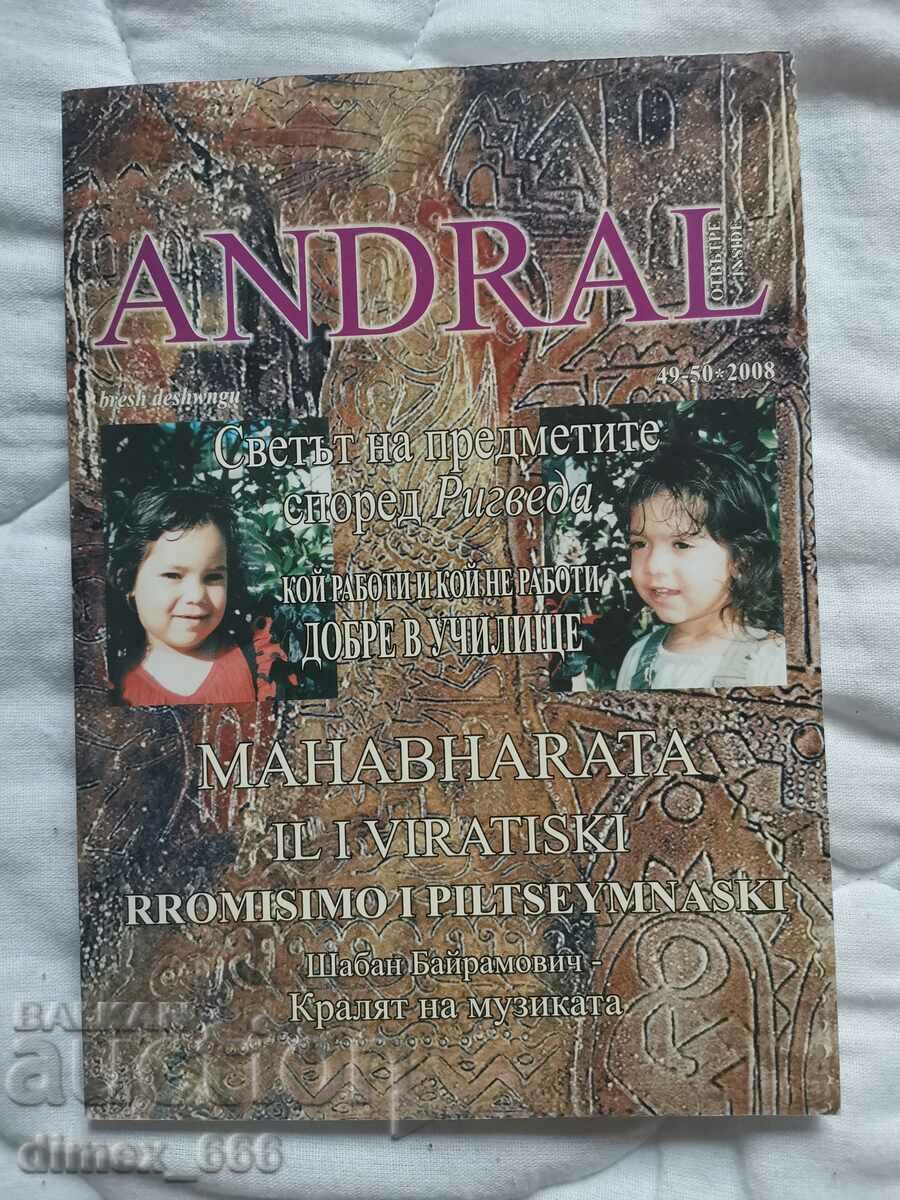 ANDRAL
ОТВЪТРЕ
INSIDE
49-50*2008
bresh deshwngu
Светът на предметите
според Ригведа
КОЙ РАБОТИ И КОЙ НЕ РАБОТИ
ДОБРЕ В УЧИЛИЩЕ
MAHABHARATA
IL I VIRATISKI
RROMISIMO I PILTSEYMNASKI
Шабан Байрамович -
Кралят на музиката
БАЛКАН
auction
dimex_666